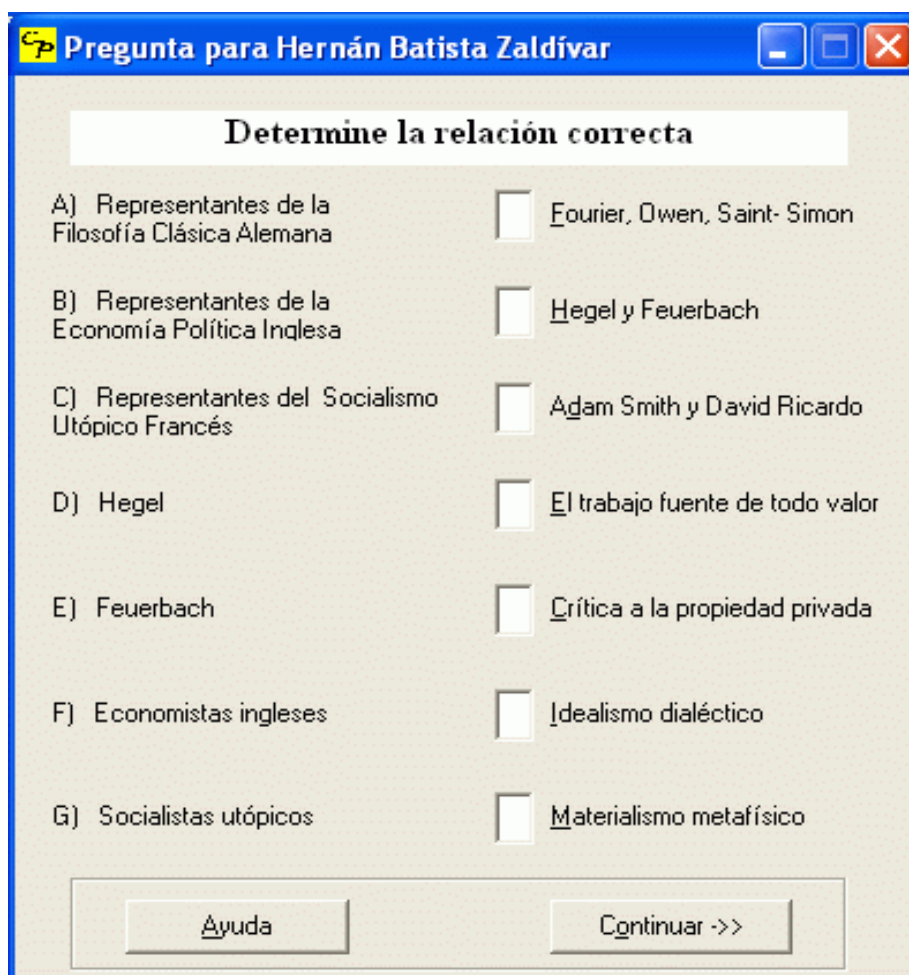 CP Pregunta para Hernán Batista Zaldívar
Determine la relación correcta
A) Representantes de la
Filosofía Clásica Alemana
Fourier, Owen, Saint- Simon
B) Representantes de la
Economía Política Inglesa
Hegel y Feuerbach
C) Representantes del Socialismo
Utópico Francés
Adam Smith y David Ricardo
D) Hegel
El trabajo fuente de todo valor
E) Feuerbach
Crítica a la propiedad privada
F) Economistas ingleses
Idealismo dialéctico
G) Socialistas utópicos
Materialismo metafísico
Ayuda
Continuar ->>